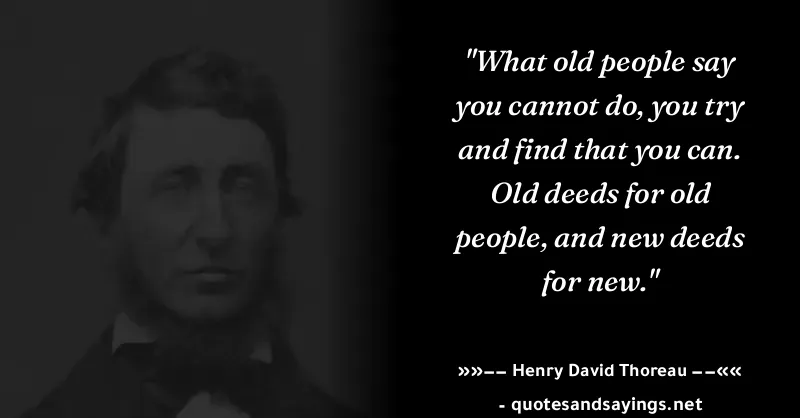 "What old people say
you cannot do, you try
and find that you can.
Old deeds for old
people, and new deeds
for new."
»»–– Henry David Thoreau ––««
- quotesandsayings.net